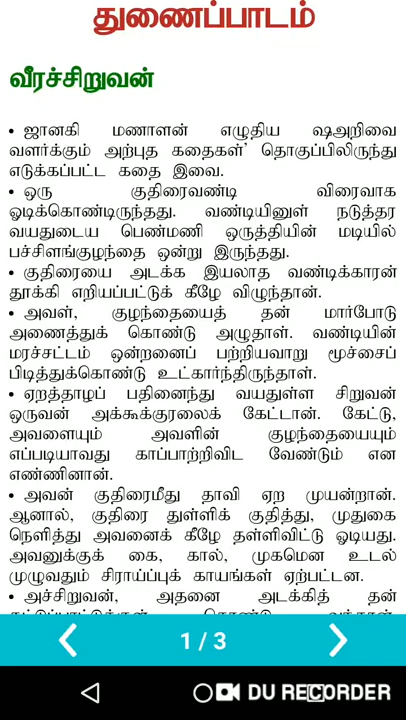 துணைப்பாடம்
வீரச்சிறுவன்
• ஜானகி மணாளன் எழுதிய ஷஅறிவை
வளர்க்கும் அற்புத கதைகள்' தொகுப்பிலிருந்து
எடுக்கப்பட்ட கதை இவை.
• ஒரு குதிரைவண்டி விரைவாக
ஓடிக்கொண்டிருந்தது. வண்டியினுள் நடுத்தர
வயதுடைய பெண்மணி ஒருத்தியின் மடியில்
பச்சிளங்குழந்தை ஒன்று இருந்தது.
• குதிரையை அடக்க இயலாத வண்டிக்காரன்
தூக்கி எறியப்பட்டுக் கீழே விழுந்தான்.
• அவள், குழந்தையைத் தன் மார்போடு
அணைத்துக் கொண்டு அழுதாள். வண்டியின்
மரச்சட்டம் ஒன்றனைப் பற்றியவாறு மூச்சைப்
பிடித்துக்கொண்டு உட்கார்ந்திருந்தாள்.
• ஏறத்தாழப் பதினைந்து வயதுள்ள சிறுவன்
ஒருவன் அக்கூக்குரலைக் கேட்டான். கேட்டு,
அவளையும் அவளின் குழந்தையையும்
எப்படியாவது காப்பாற்றிவிட வேண்டும் என
எண்ணினான்.
• அவன் குதிரைமீது தாவி ஏற முயன்றான்.
ஆனால், குதிரை துள்ளிக் குதித்து, முதுகை
நெளித்து அவனைக் கீழே தள்ளிவிட்டு ஓடியது.
அவனுக்குக் கை, கால், முகமென உடல்
முழுவதும் சிராய்ப்புக் காயங்கள் ஏற்பட்டன.
• அச்சிறுவன், அதனை அடக்கித் தன்
1 / 3
DU RECORDER